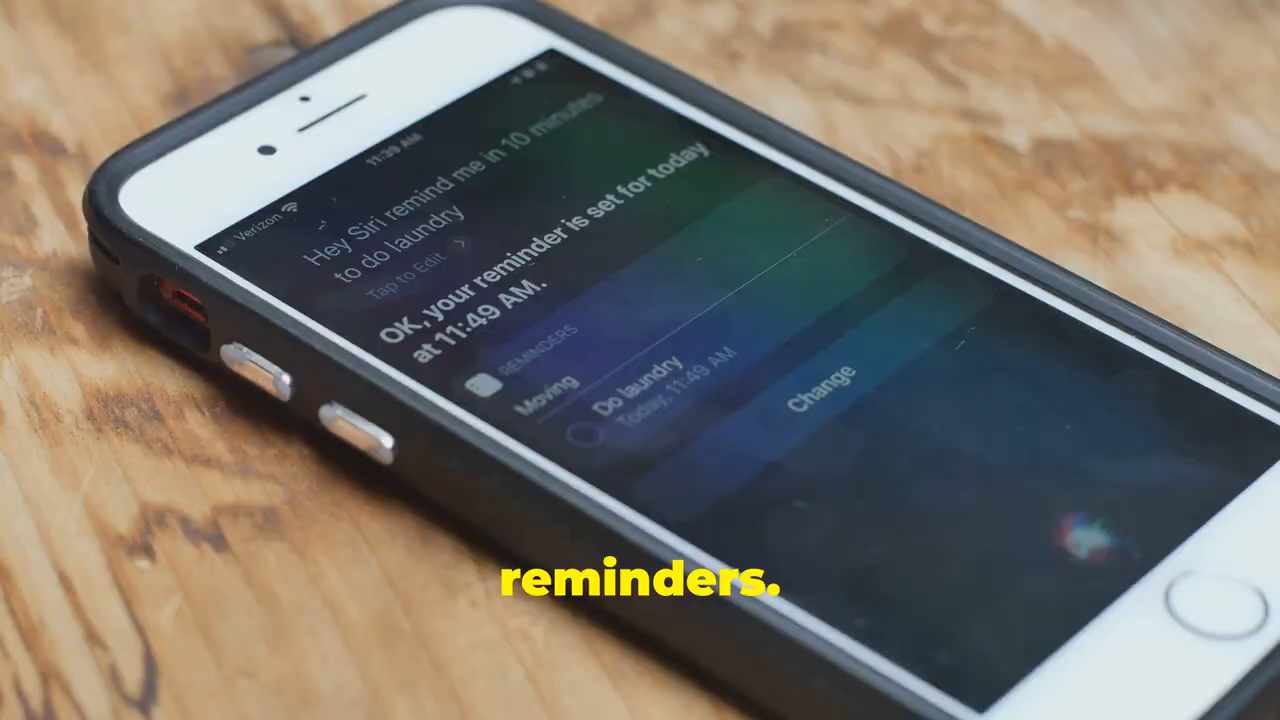 11:39 AM
Verizon
Hey Siri remind me in 10 minutes
to do laundry
Tap to Edit
OK, your reminder is set for today
at 11:49 AM.
REMINDERS
Moving
Do laundry
Today, 11:49 AM
Change
reminders.